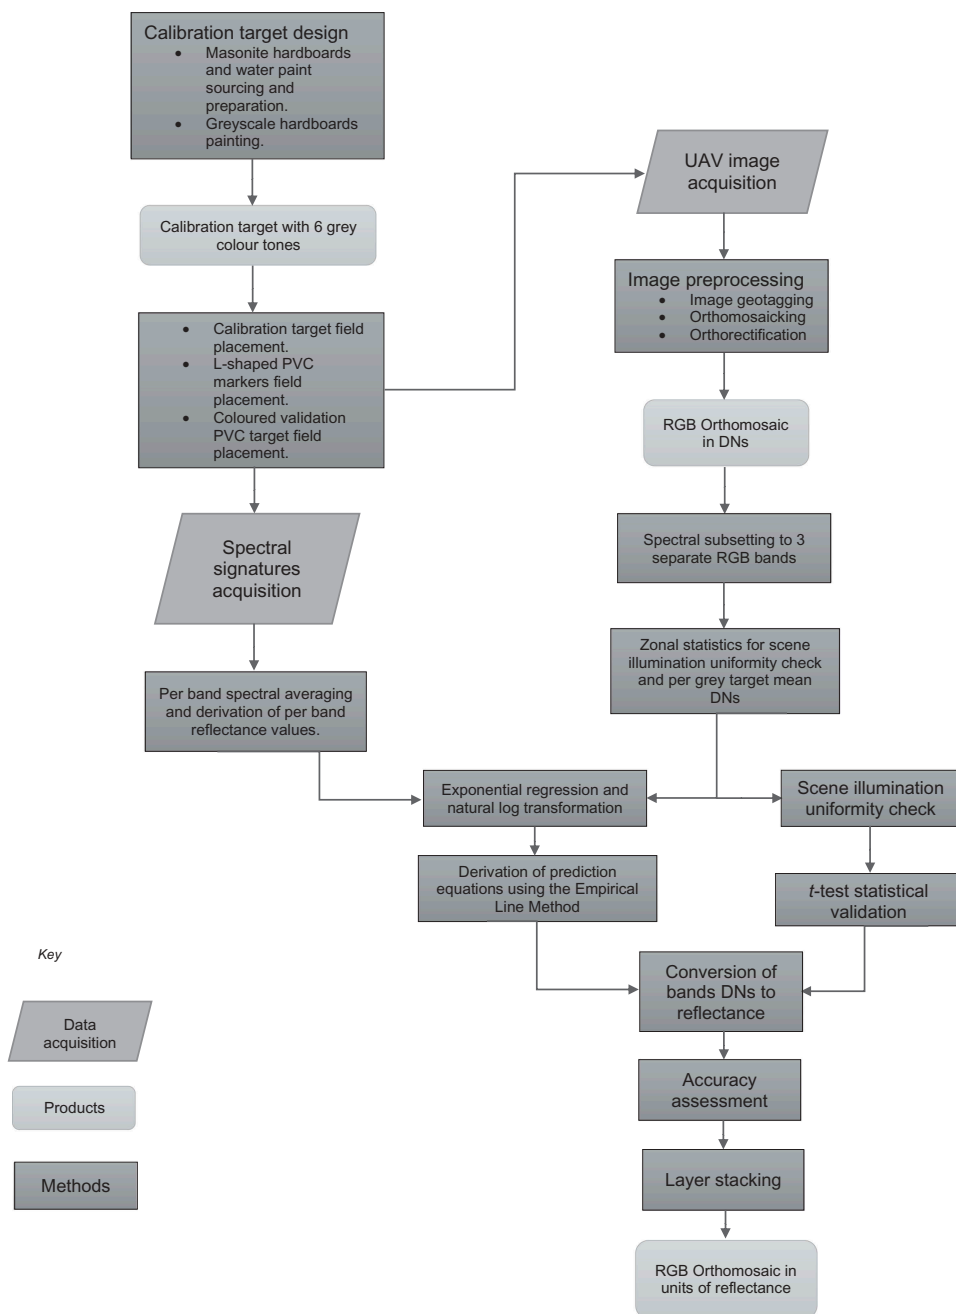 Calibration target design
• Masonite hardboards
and water paint
sourcing and
preparation.
• Greyscale hardboards
painting.
Calibration target with 6 grey
colour tones
• Calibration target field
placement.
• L-shaped PVC
markers field
placement.
• Coloured validation
PVC target field
placement.
Spectral
signatures
acquisition
Per band spectral averaging
and derivation of per band
reflectance values.
UAV image
acquisition
Image preprocessing
• Image geotagging
• Orthomosaicking
• Orthorectification
RGB Orthomosaic
in DNs
Spectral subsetting to 3
separate RGB bands
Zonal statistics for scene
illumination uniformity check
and per grey target mean
DNs
Exponential regression and
natural log transformation
Scene illumination
uniformity check
Derivation of prediction
equations using the Empirical
Line Method
t-test statistical
validation
Conversion of
bands DNs to
reflectance
Accuracy
assessment
Layer stacking
RGB Orthomosaic in
units of reflectance
Key
Data
acquisition
Products
Methods